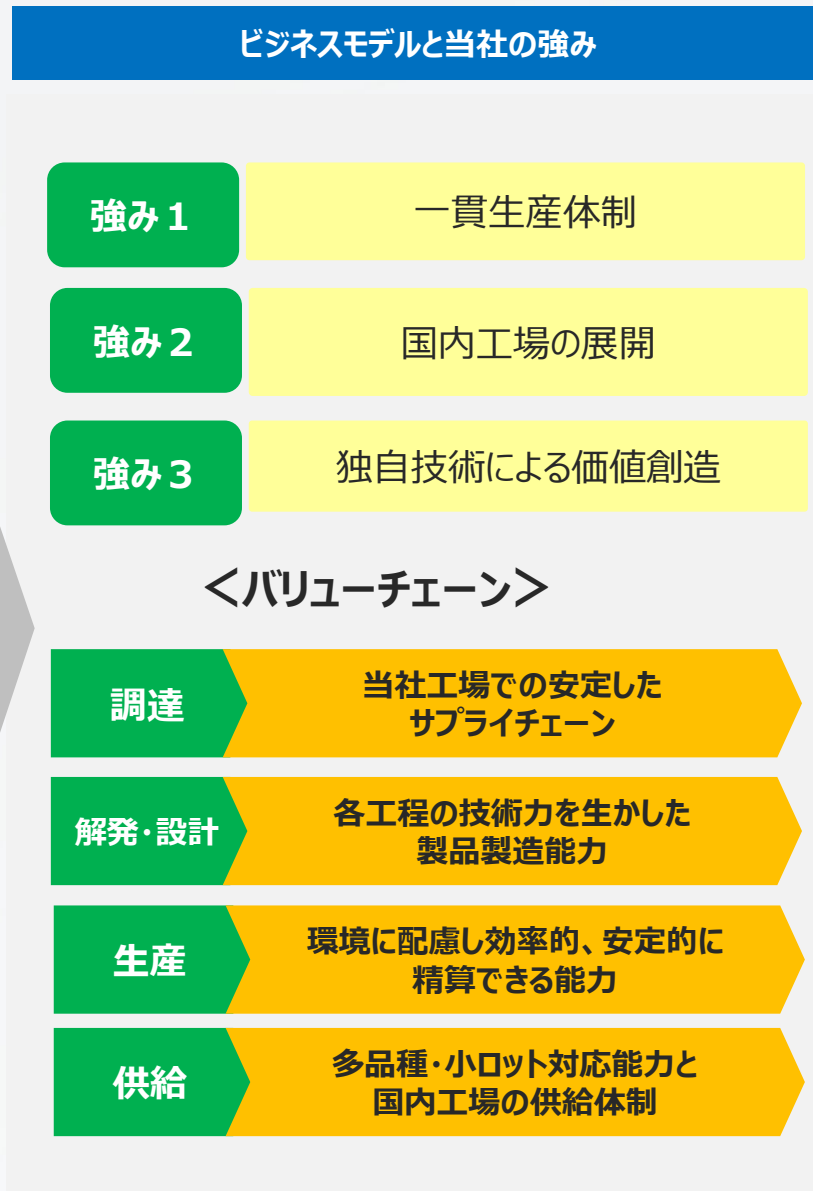 ビジネスモデルと当社の強み
強み1
一貫生産体制
強み2
国内工場の展開
強み3
独自技術による価値創造
＜バリューチェーン＞
調達
当社工場での安定した
サプライチェーン
解発・設計
各工程の技術力を生かした
製品製造能力
生産
環境に配慮し効率的、安定的に
精算できる能力
供給
多品種・小ロット対応能力と
国内工場の供給体制